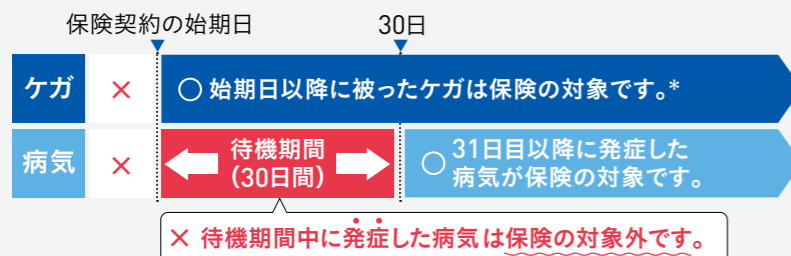 保険契約の始期日
30日
ケガ
×
○ 始期日以降に被ったケガは保険の対象です。*
病気
×
待機期間
(30日間)
○ 31日目以降に発症した
病気が保険の対象です。
× 待機期間中に発症した病気は保険の対象外です。